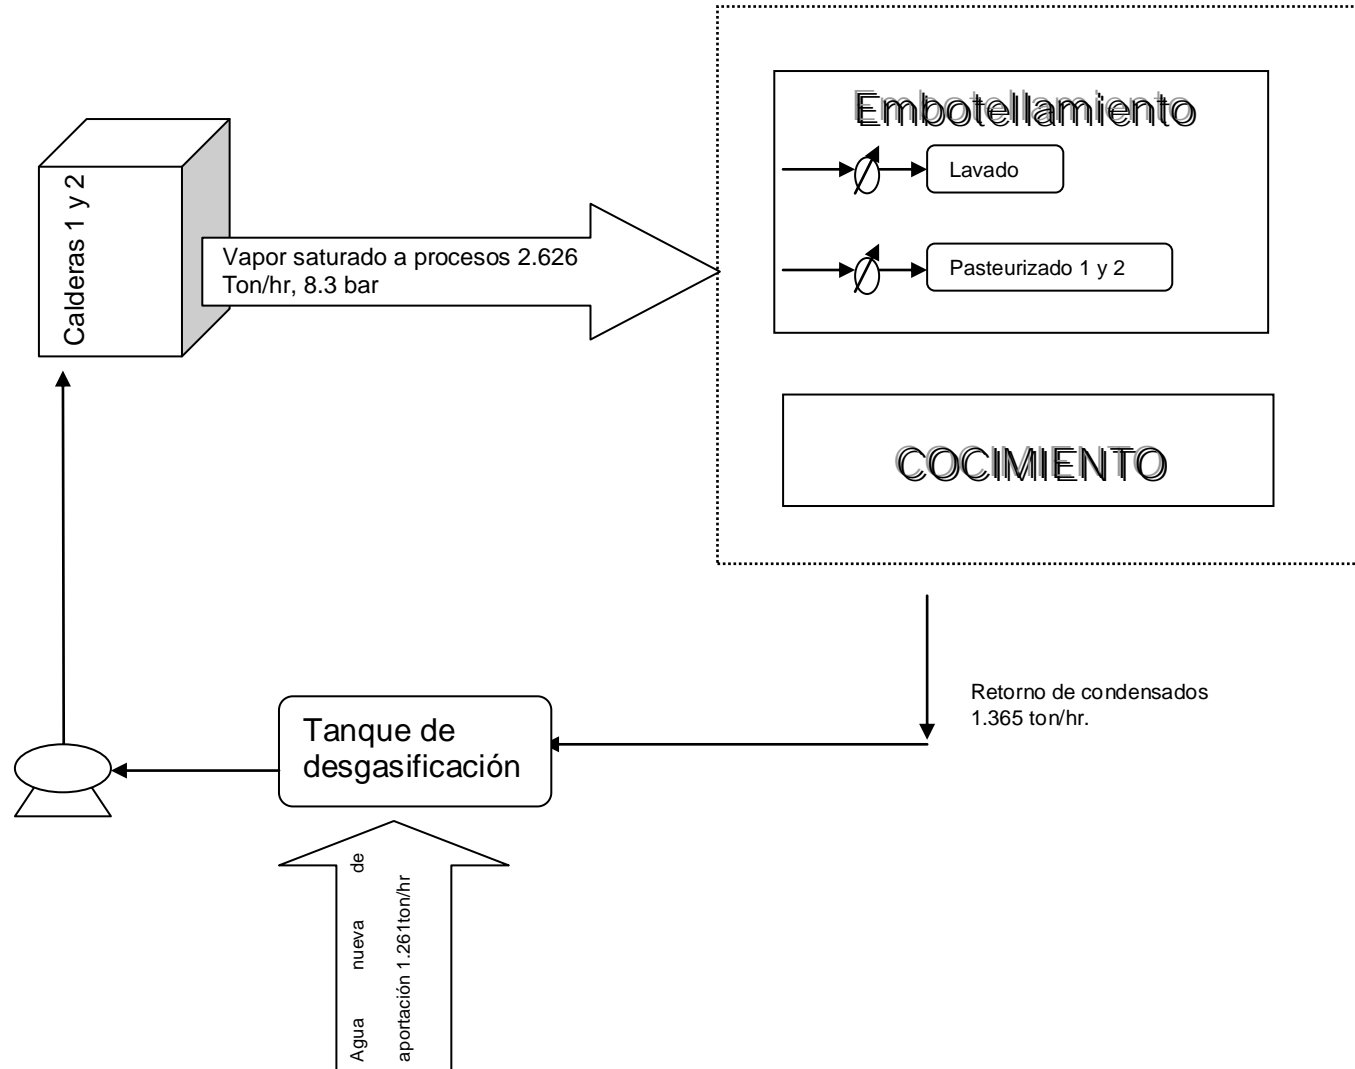 Embotellamiento
Lavado
Calderas 1 y 2
Vapor saturado a procesos 2.626
Ton/hr, 8.3 bar
Pasteurizado 1 y 2
COCIMIENTO
Retorno de condensados
1.365 ton/hr.
Tanque de
desgasificación
Agua nueva de
aportación 1.261ton/hr